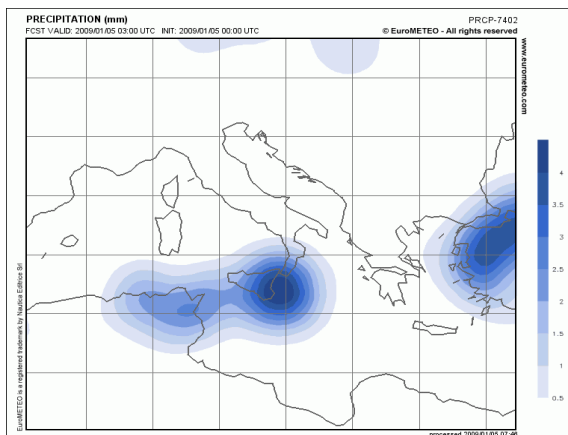 PRECIPITATION (mm)
PRCP-7402
FCST VALID: 2009/01/05 03:00 UTC INIT: 2009/01/05 00:00 UTC
© EuroMETEO - All rights reserved
www.eurometeo.com
4
3.5
3
2.5
2
1.5
1
0.5
EuroMETEO is a registered trademark by Nautica Editrice Srl
processed 2009/01/05 07:46